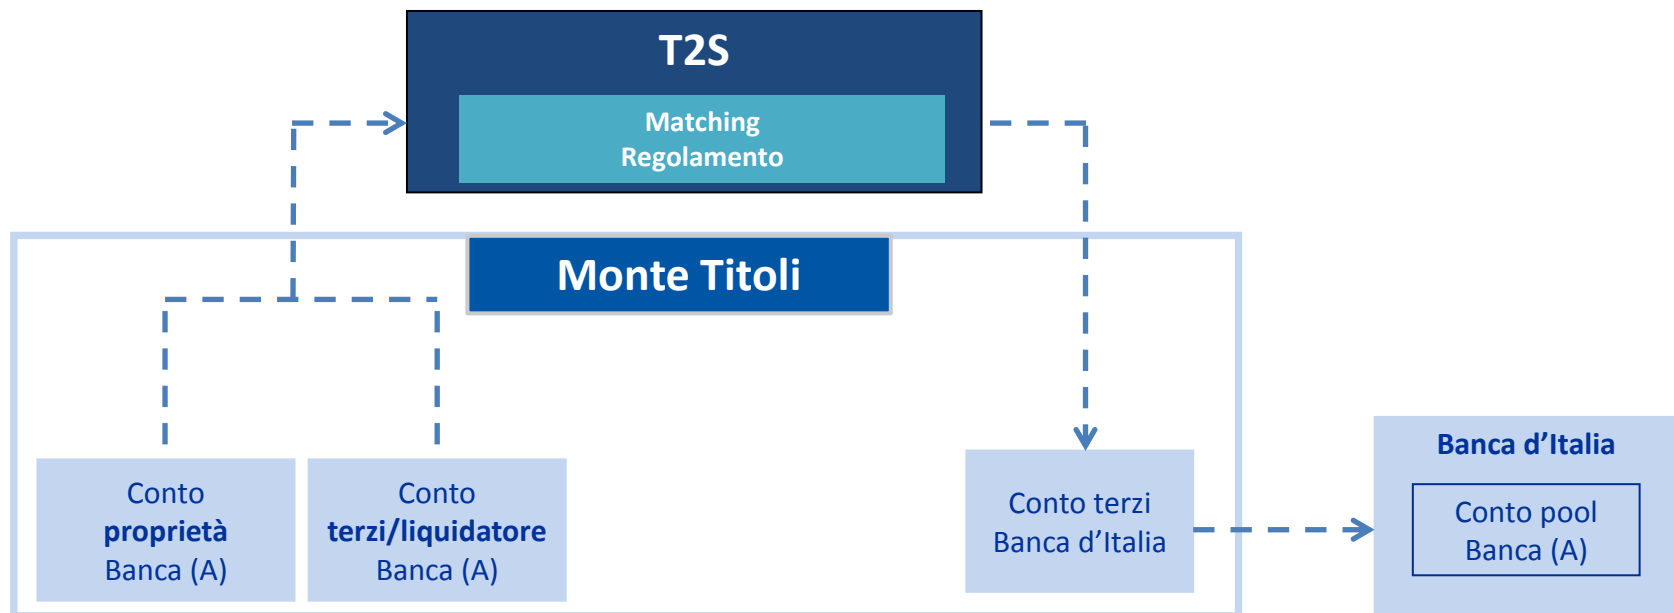 T2S
Matching
Regolamento
Monte Titoli
Conto
proprietà
Banca (A)
Conto
terzi/liquidatore
Banca (A)
Conto terzi
Banca d’Italia
Banca d’Italia
Conto pool
Banca (A)